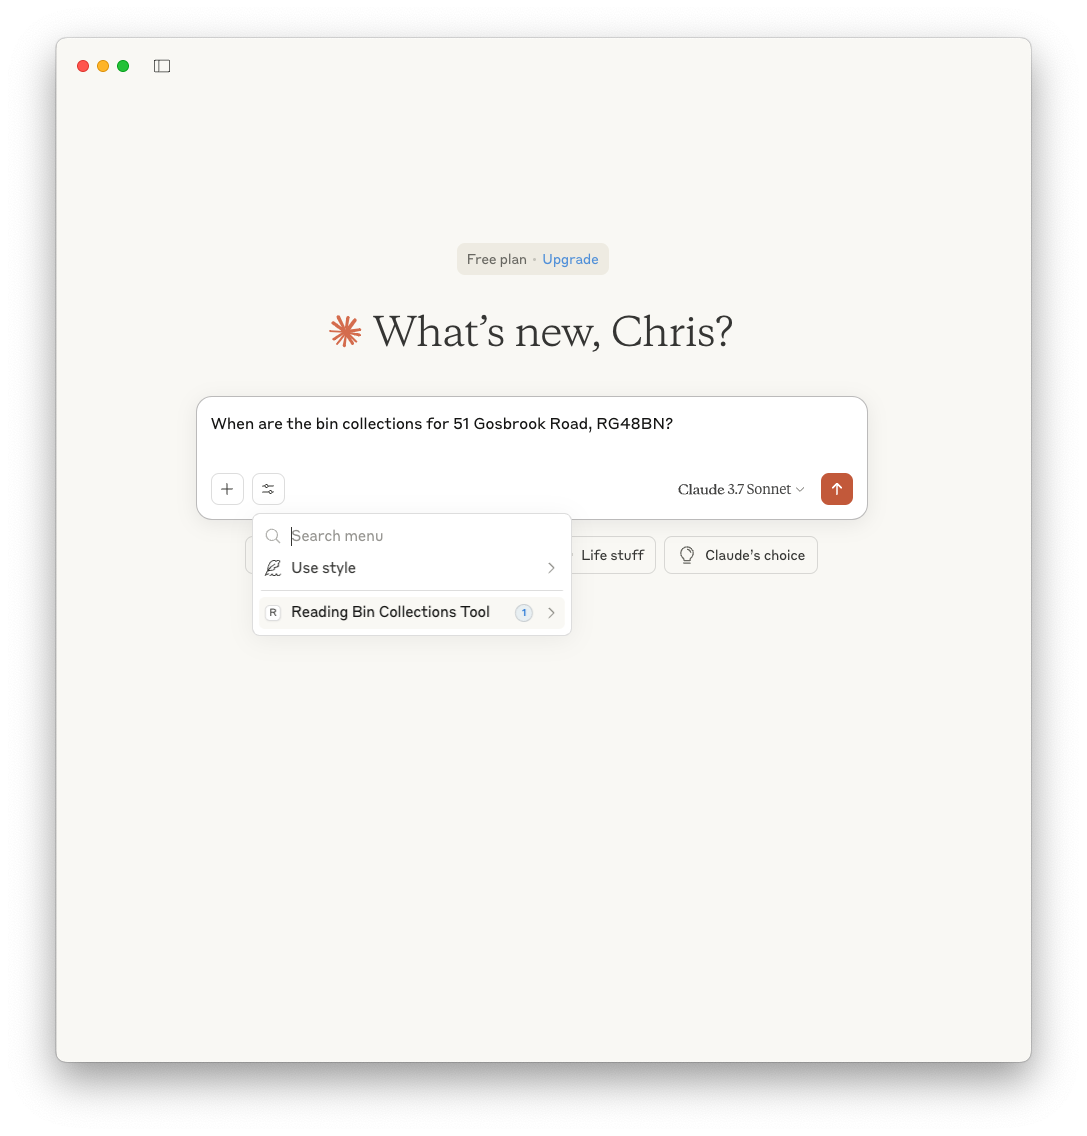 Free plan • Upgrade
What's new, Chris?
When are the bin collections for 51 Gosbrook Road, RG48BN?
Claude 3.7 Sonnet
Search menu
Use style
Life stuff
Claude's choice
R Reading Bin Collections Tool 1